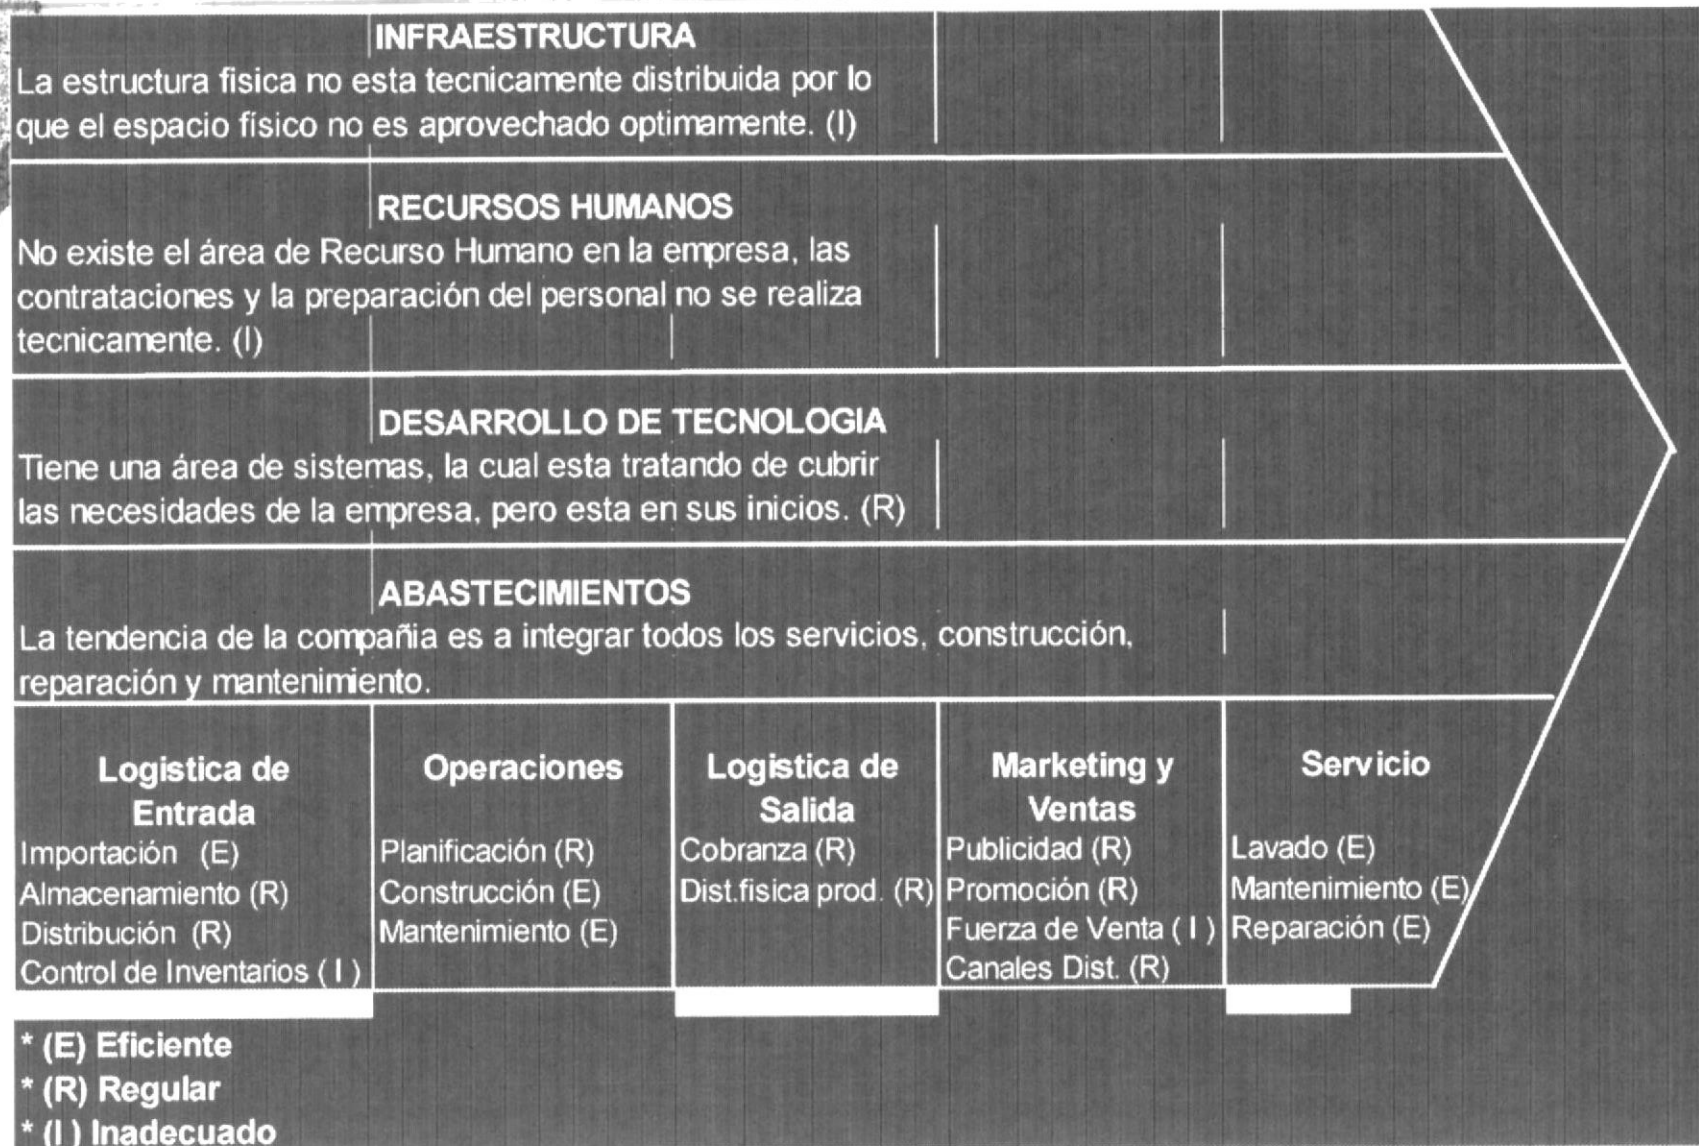 INFRAESTRUCTURA
La estructura fisica no esta tecnicamente distribuida por lo
que el espacio físico no es aprovechado optimamente. (I)
RECURSOS HUMANOS
No existe el área de Recurso Humano en la empresa, las
contrataciones y la preparación del personal no se realiza
tecnicamente. (I)
DESARROLLO DE TECNOLOGIA
Tiene una área de sistemas, la cual esta tratando de cubrir
las necesidades de la empresa, pero esta en sus inicios. (R)
ABASTECIMIENTOS
La tendencia de la compañia es a integrar todos los servicios, construcción,
reparación y mantenimiento.
Logistica de
Entrada
Importación (E)
Almacenamiento (R)
Distribución (R)
Control de Inventarios ( I )
Operaciones
Planificación (R)
Construcción (E)
Mantenimiento (E)
Logistica de
Salida
Cobranza (R)
Dist.fisica prod. (R)
Marketing y
Ventas
Publicidad (R)
Promoción (R)
Fuerza de Venta ( I )
Canales Dist. (R)
Servicio
Lavado (E)
Mantenimiento (E)
Reparación (E)
* (E) Eficiente
* (R) Regular
* (I ) Inadecuado